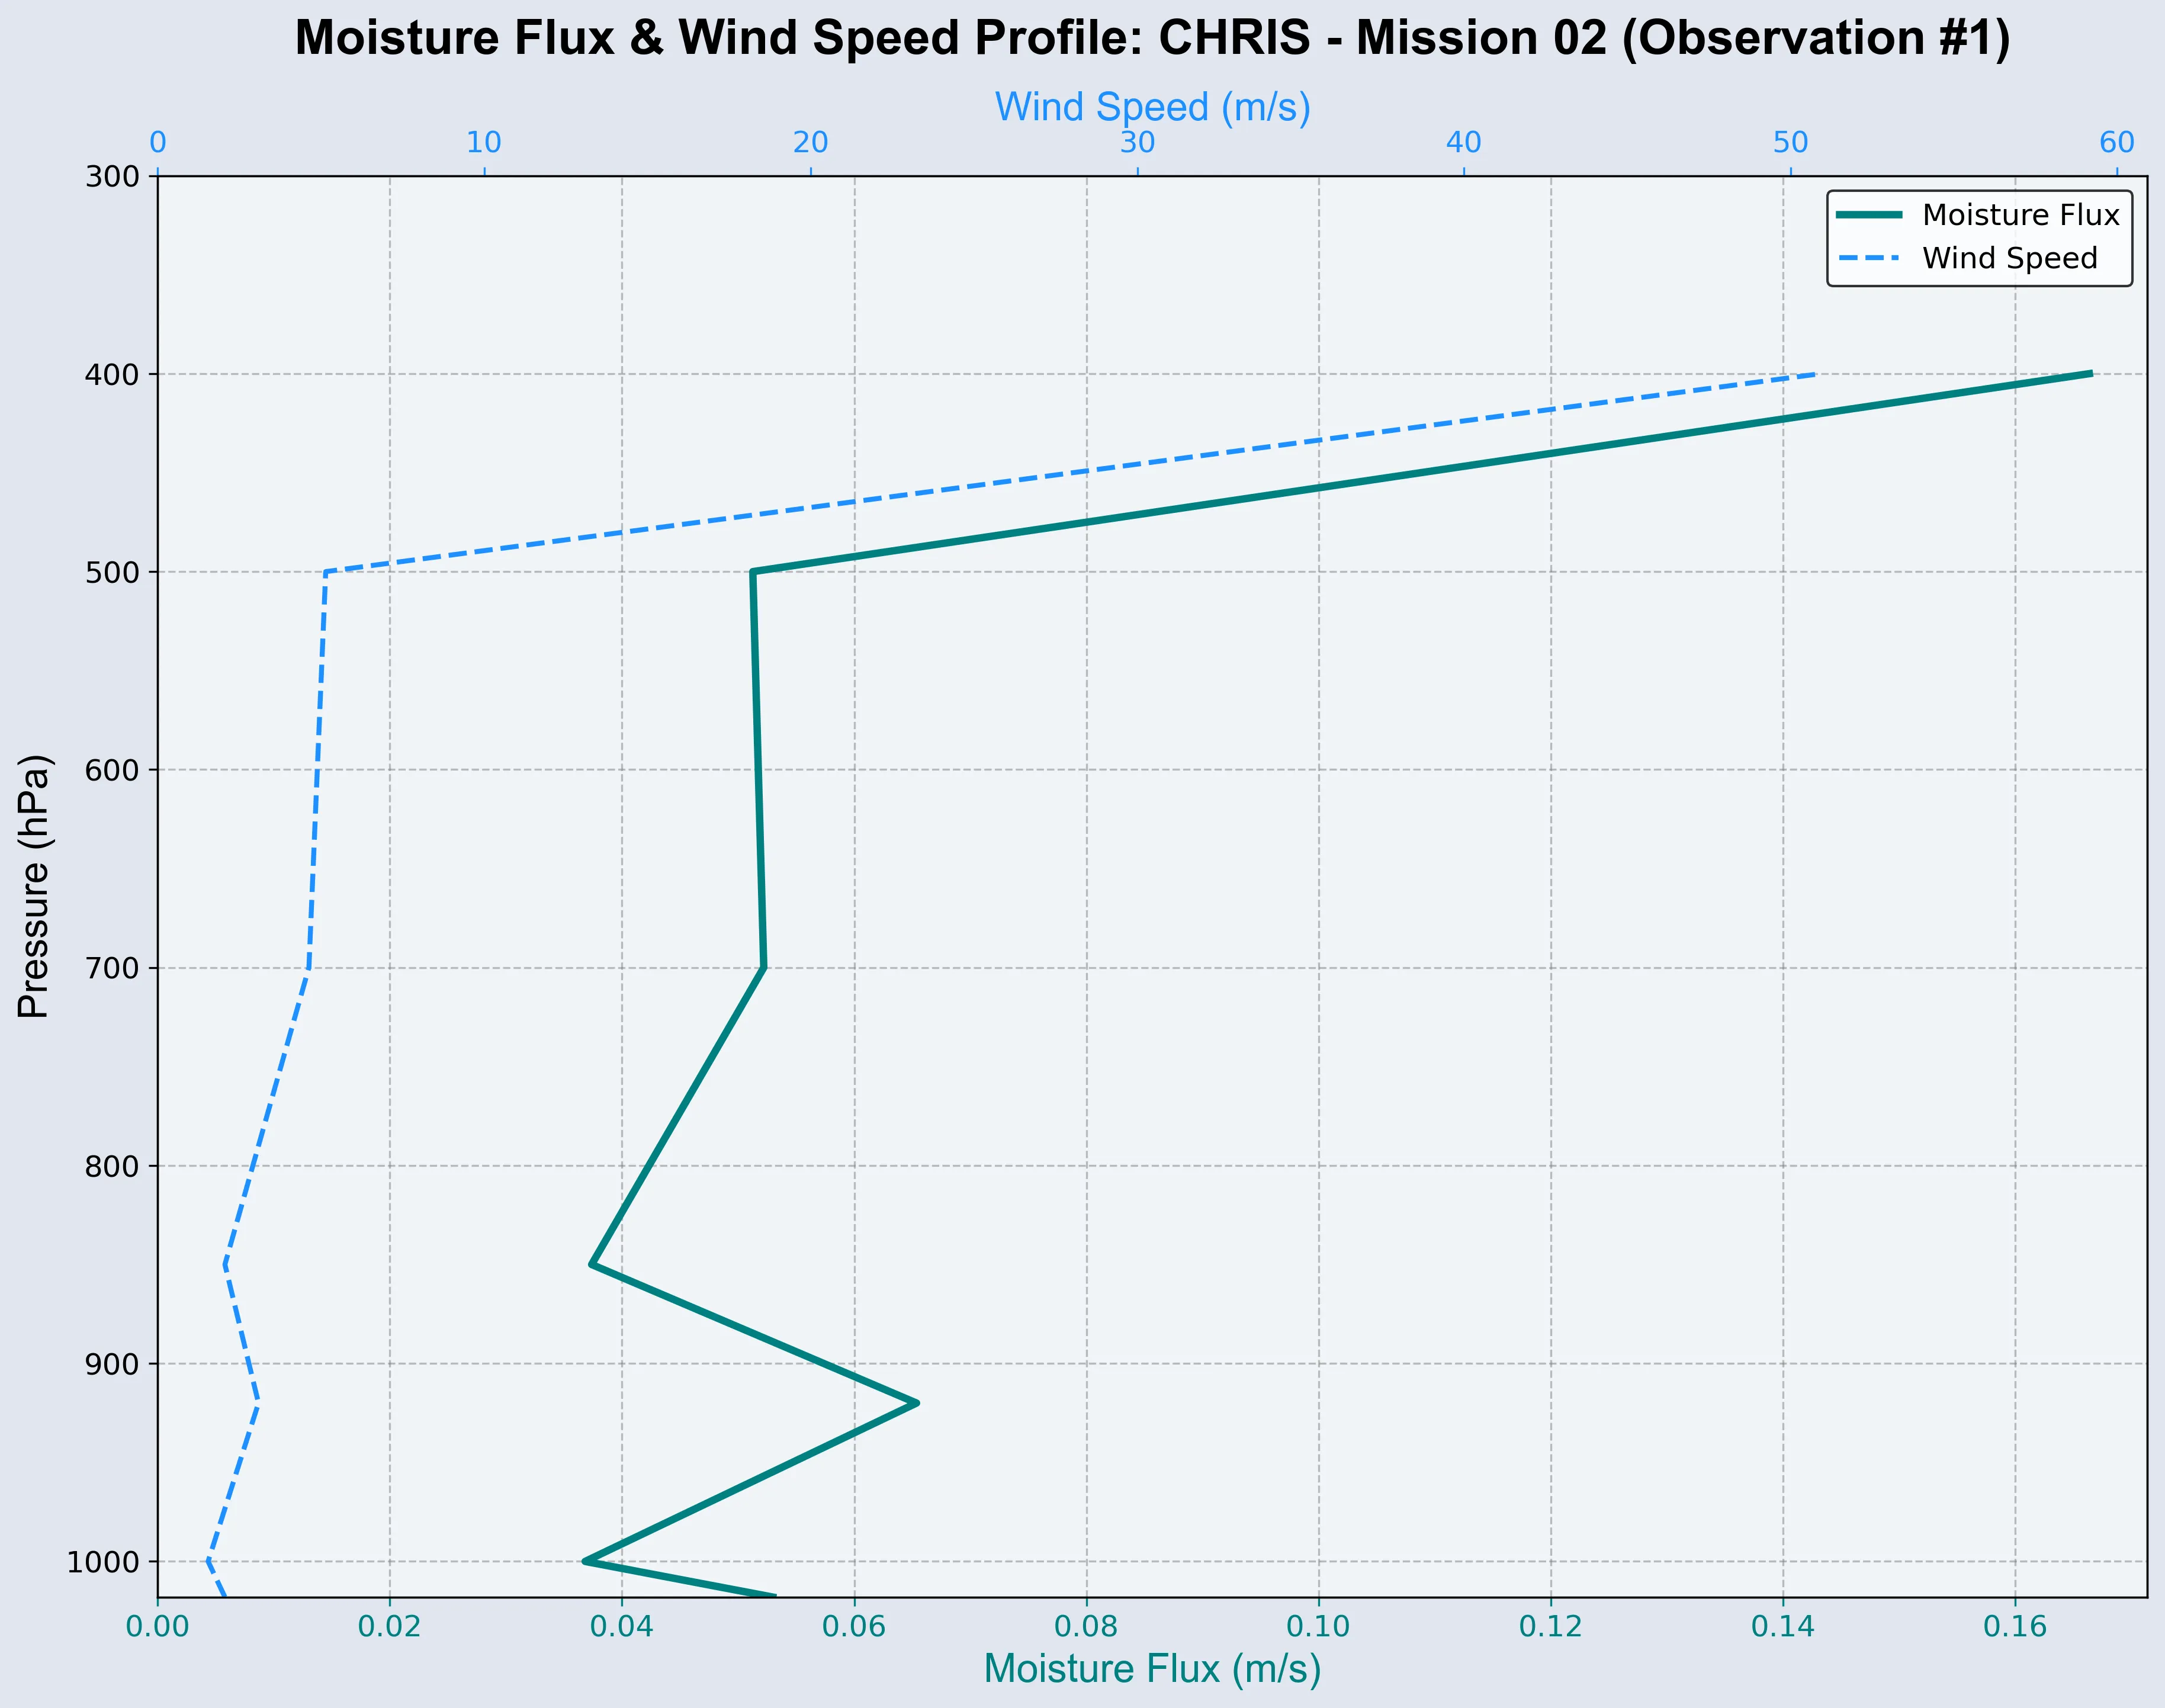 Moisture Flux & Wind Speed Profile: CHRIS - Mission 02 (Observation #1)
Wind Speed (m/s)
0 10 20 30 40 50 60
Moisture Flux
Wind Speed
300
400
500
600
700
800
900
1000
Pressure (hPa)
0.00 0.02 0.04 0.06 0.08 0.10 0.12 0.14 0.16
Moisture Flux (m/s)